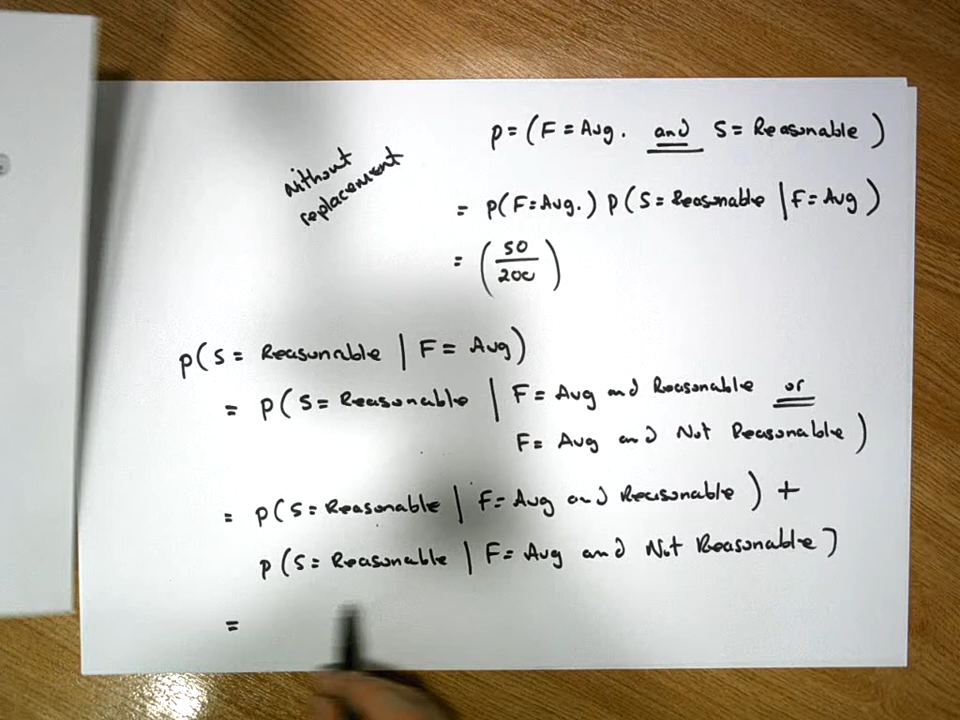 without
replacement
p=(F=Avg. and S=Reasonable)
= p(F=Avg.) p(S=Reasonable | F=Avg)
= (50/200)
p(S= Reasonable | F= Avg)
= p(S=Reasonable | F= Avg and Reasonable or
F= Avg and Not Reasonable)
= p(S=Reasonable | F=Avg and Reasonable) +
p(S=Reasonable | F= Avg and Not Reasonable)
=